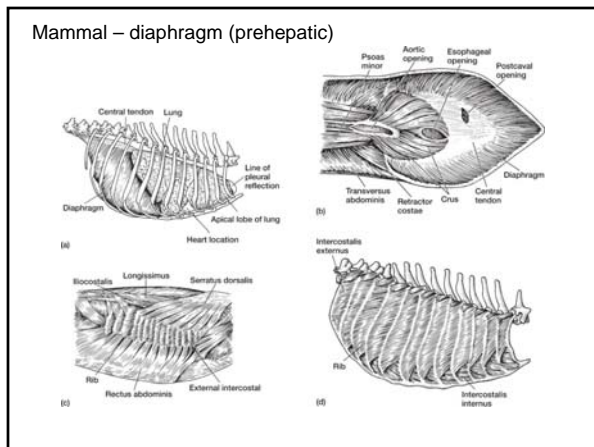 Mammal – diaphragm (prehepatic)
Central tendon
Lung
Line of
pleural
reflection
Diaphragm
Apical lobe of lung
Heart location
(a)
Aortic
opening
Esophageal
opening
Psoas
minor
Postcaval
opening
Diaphragm
Transversus
abdominis
Retractor
costae
Crus
Central
tendon
(b)
Iliocostalis
Longissimus
Serratus dorsalis
Rib
Rectus abdominis
External intercostal
(c)
Intercostalis
externus
Rib
Intercostalis
internus
(d)